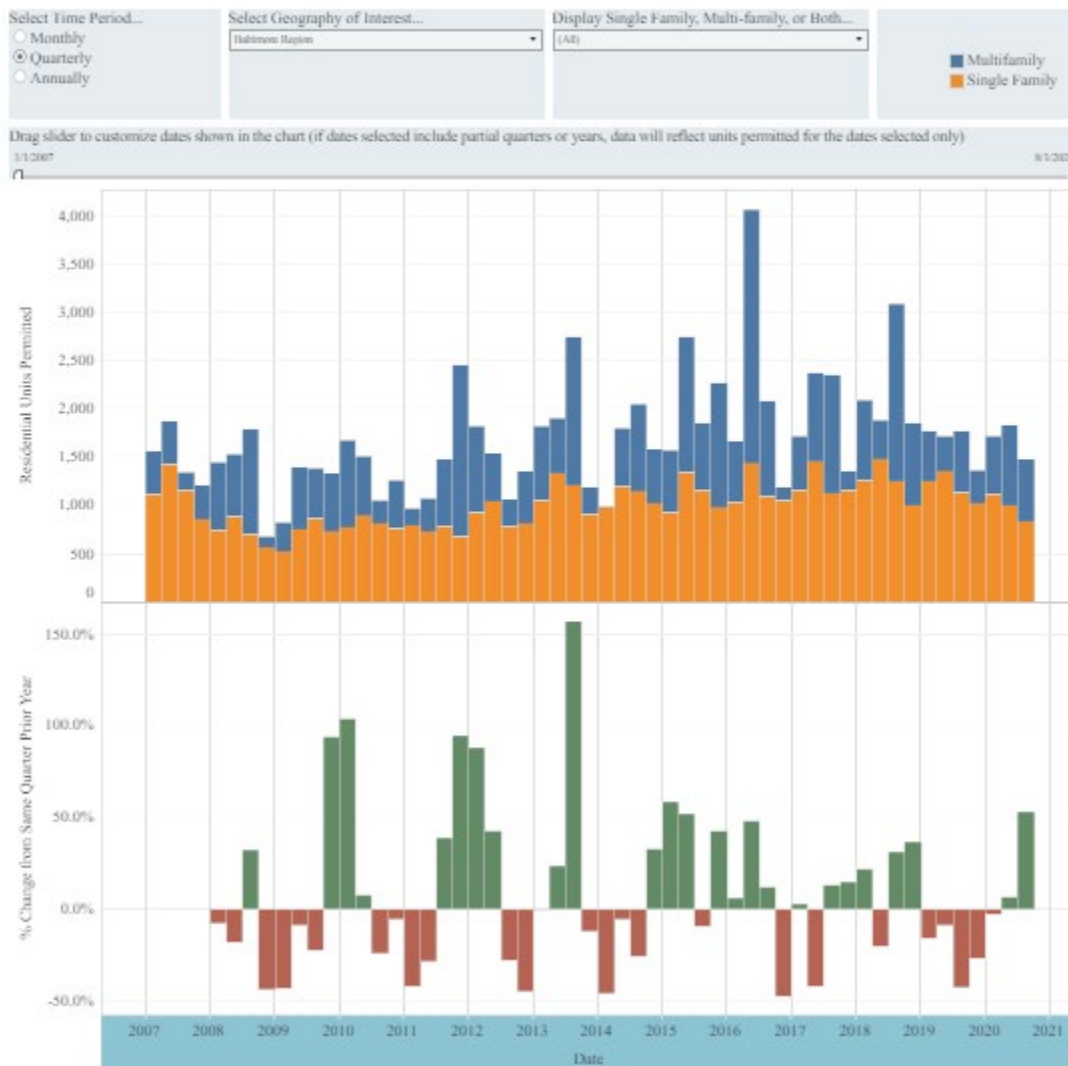 Select Time Period...
Monthly
Quarterly
Annually
Select Geography of Interest...
Baltimore Region
Display Single Family, Multi-family, or Both...
(All)
Multifamily
Single Family
Drag slider to customize dates shown in the chart (if dates selected include partial quarters or years, data will reflect units permitted for the dates selected only)
1/1/2007
8/1/202
Residential Units Permitted
4,000
3,500
3,000
2,500
2,000
1,500
1,000
500
0
% Change from Same Quarter Prior Year
150.0%
100.0%
50.0%
0.0%
-50.0%
2007 2008 2009 2010 2011 2012 2013 2014 2015 2016 2017 2018 2019 2020 2021
Date